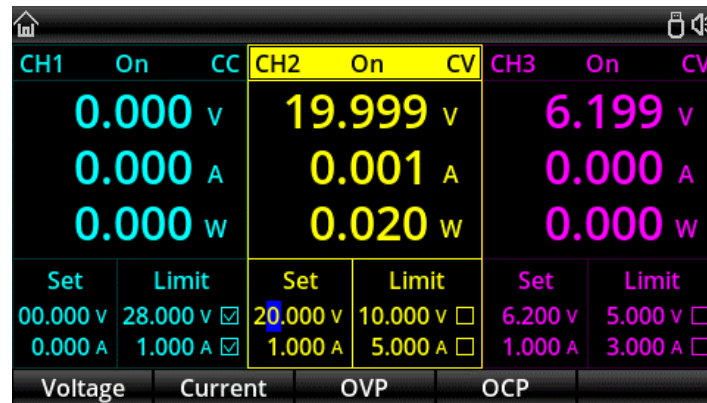 CH1 On CC CH2 On CV CH3 On CV
0.000 V 19.999 V 6.199 V
0.000 A 0.001 A 0.000 A
0.000 W 0.020 W 0.000 W
Set Limit Set Limit Set Limit
00.000 V 28.000 V 20.000 V 10.000 V 6.200 V 5.000 V
0.000 A 1.000 A 1.000 A 5.000 A 1.000 A 3.000 A
Voltage Current OVP OCP